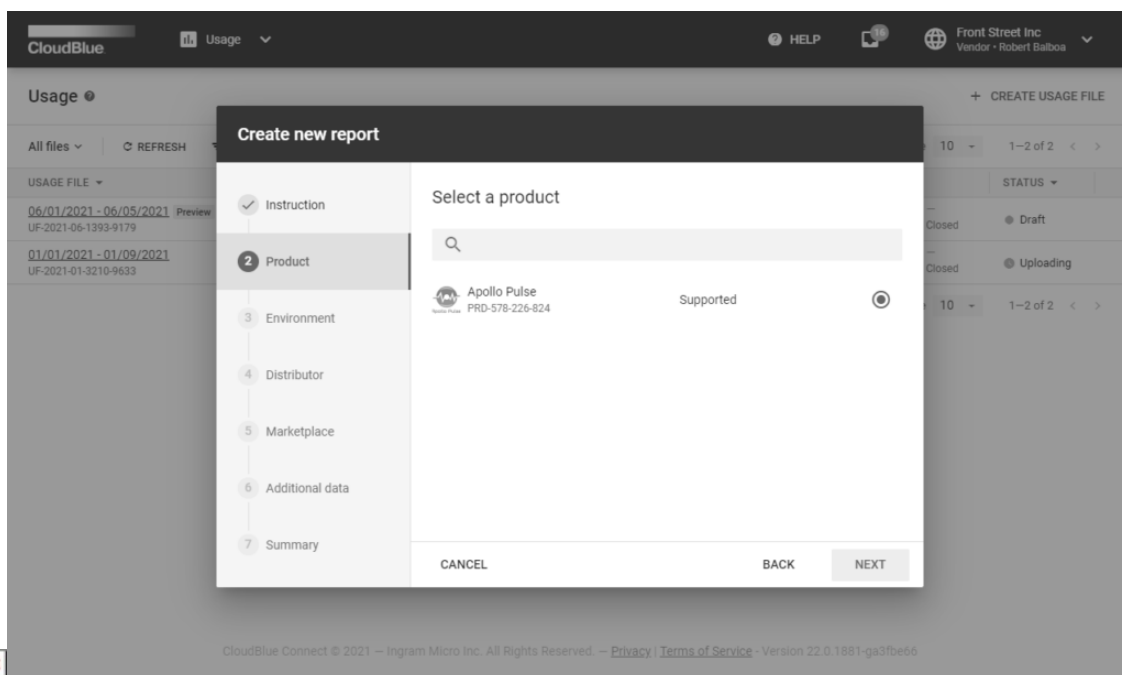 CloudBlue
Usage
HELP
16
Front Street Inc
Vendor • Robert Balboa
Usage
+ CREATE USAGE FILE
All files
REFRESH
10
1–2 of 2
USAGE FILE
STATUS
06/01/2021 - 06/05/2021 Preview
UF-2021-06-1393-9179
—
Closed
Draft
01/01/2021 - 01/09/2021
UF-2021-01-3210-9633
—
Closed
Uploading
10
1–2 of 2
Create new report
Instruction
2 Product
3 Environment
4 Distributor
5 Marketplace
6 Additional data
7 Summary
Select a product
Apollo Pulse
Apollo Pulse
PRD-578-226-824
Supported
CANCEL
BACK
NEXT
CloudBlue Connect © 2021 — Ingram Micro Inc. All Rights Reserved. — Privacy | Terms of Service - Version 22.0.1881-ga3fbe66